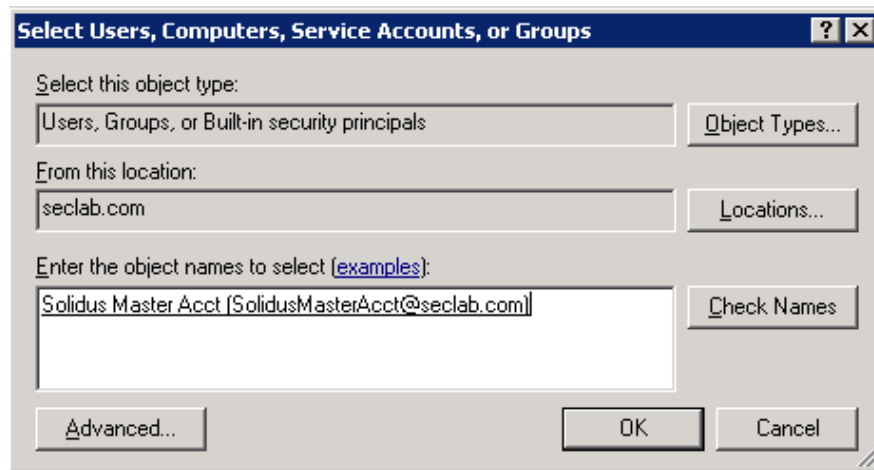 Select Users, Computers, Service Accounts, or Groups
Select this object type:
Users, Groups, or Built-in security principals
Object Types...
From this location:
seclab.com
Locations...
Enter the object names to select (examples):
Solidus Master Acct (SolidusMasterAcct@seclab.com)
Check Names
Advanced...
OK
Cancel